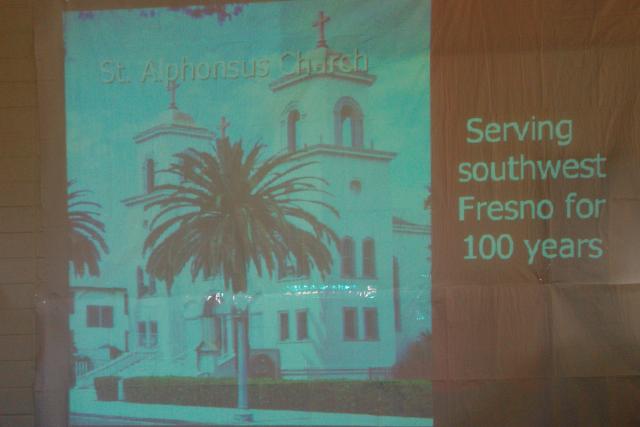 St. Alphonsus Church
Serving
southwest
Fresno for
100 years